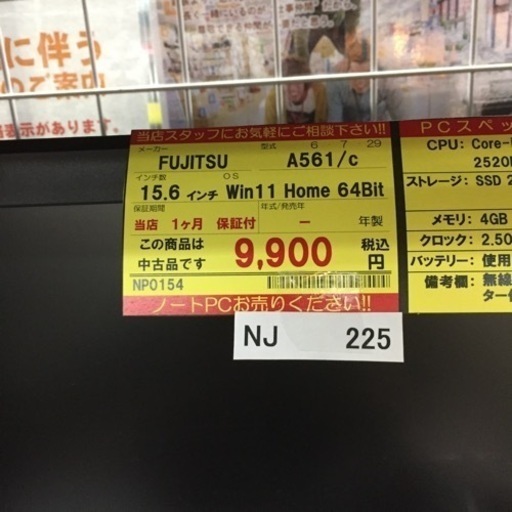 に伴う
のご案内
表示があります。
当店スタッフにお気軽にご相談下さい!!
メーカー 型式 6 7 29
FUJITSU A561/c
インチ数 OS
15.6 インチ Win11 Home 64Bit
保証期間 年式/発売年
当店 1ヶ月 保証付 － 年製
この商品は
中古品です
9,900 税込
円
NP0154
ノートPCお売りください!!
NJ 225
PCスペッ
CPU: Core-
2520
ストレージ: SSD 2
メモリ: 4GB
クロック: 2.50
バッテリー: 使用
備考欄: 無線
ター